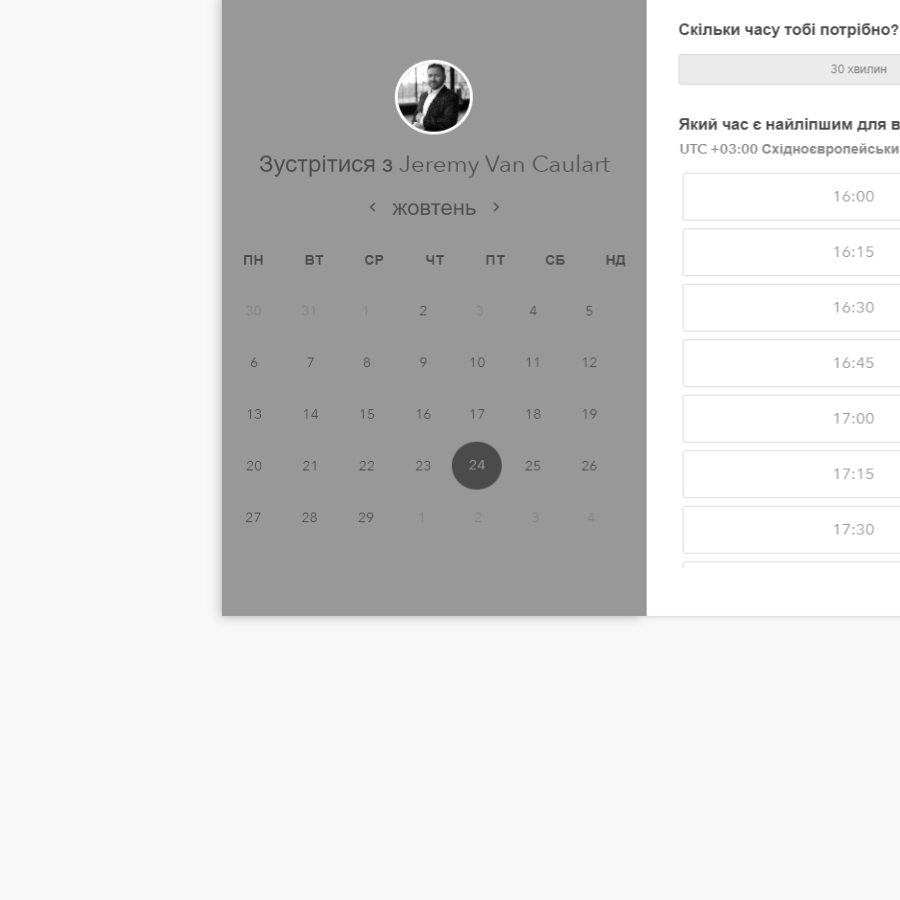 Зустрітися з Jeremy Van Caulart
жовтень
ПН ВТ СР ЧТ ПТ СБ НД
30 31 1 2 3 4 5
6 7 8 9 10 11 12
13 14 15 16 17 18 19
20 21 22 23 24 25 26
27 28 29 1 2 3 4
Скільки часу тобі потрібно?
30 хвилин
Який час є найліпшим для в
UTC +03:00 Східноєвропейськи
16:00
16:15
16:30
16:45
17:00
17:15
17:30